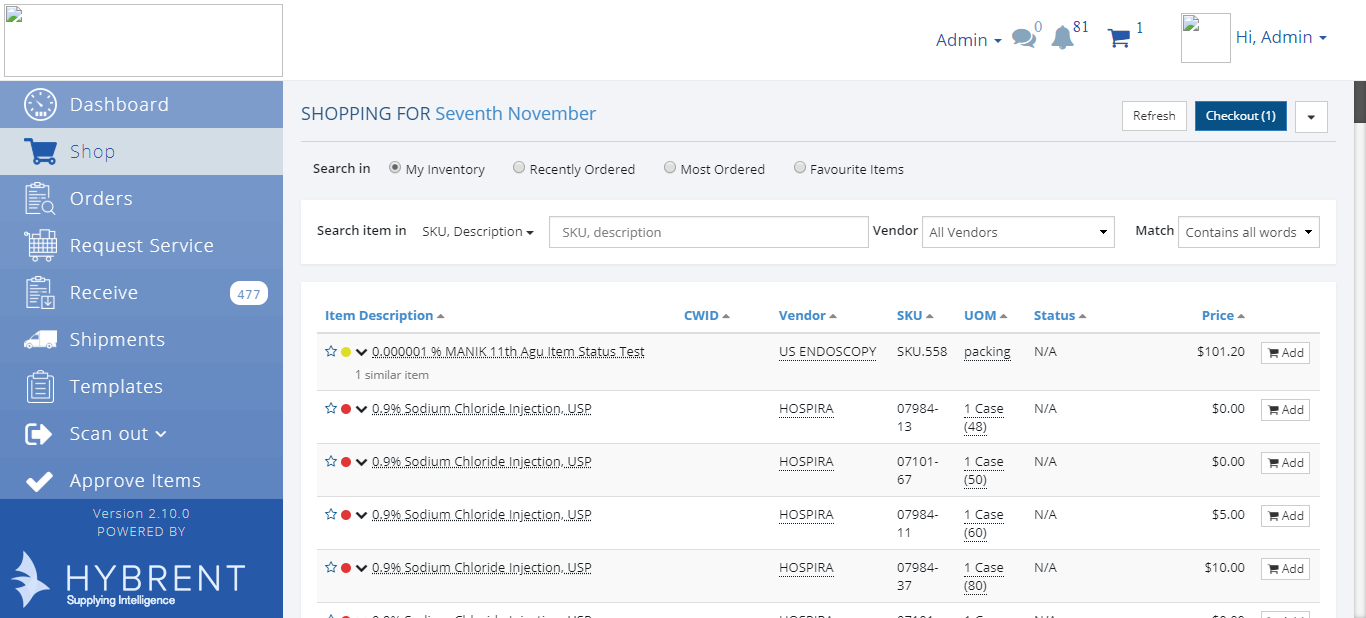 Admin 0 81 1 Hi, Admin
Dashboard
Shop
Orders
Request Service
Receive 477
Shipments
Templates
Scan out
Approve Items
Version 2.10.0
POWERED BY
HYBRENT
Supplying Intelligence
SHOPPING FOR Seventh November Refresh Checkout (1)
Search in My Inventory Recently Ordered Most Ordered Favourite Items
Search item in SKU, Description SKU, description Vendor All Vendors Match Contains all words
Item Description CWID Vendor SKU UOM Status Price
0.000001 % MANIK 11th Agu Item Status Test US ENDOSCOPY SKU.558 packing N/A $101.20 Add
1 similar item
0.9% Sodium Chloride Injection, USP HOSPIRA 07984- 1 Case N/A $0.00 Add
13 (48)
0.9% Sodium Chloride Injection, USP HOSPIRA 07101- 1 Case N/A $0.00 Add
67 (50)
0.9% Sodium Chloride Injection, USP HOSPIRA 07984- 1 Case N/A $5.00 Add
11 (60)
0.9% Sodium Chloride Injection, USP HOSPIRA 07984- 1 Case N/A $10.00 Add
37 (80)